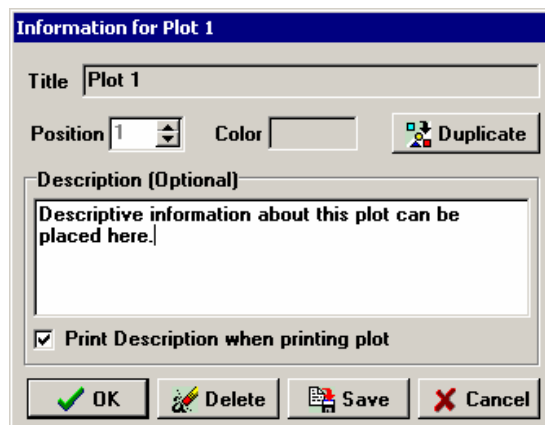 Information for Plot 1
Title Plot 1
Position 1 Color Duplicate
Description (Optional)
Descriptive information about this plot can be
placed here.
Print Description when printing plot
OK Delete Save Cancel